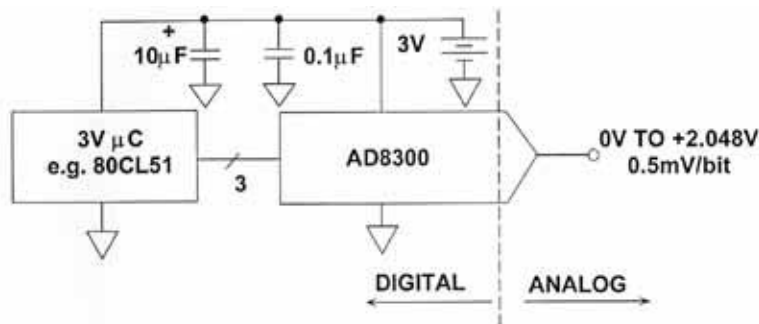 +
10μF
0.1μF
3V
3V μC
e.g. 80CL51
3
AD8300
0V TO +2.048V
0.5mV/bit
DIGITAL
ANALOG